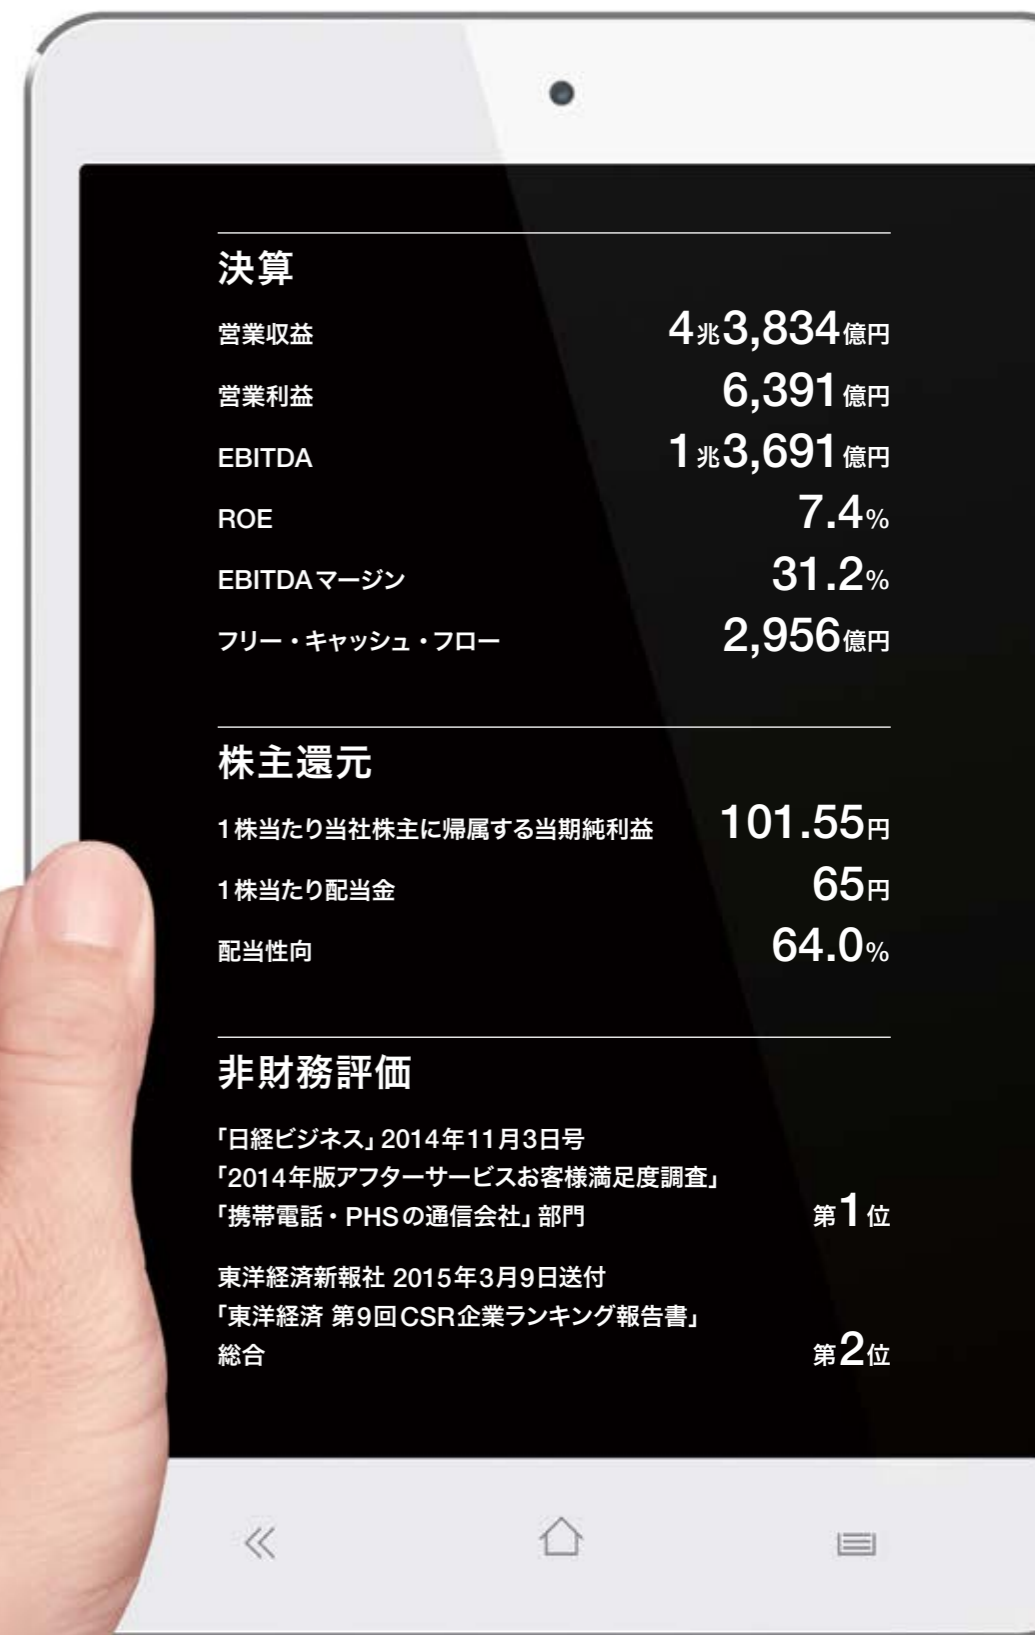 決算
営業収益 4兆3,834億円
営業利益 6,391億円
EBITDA 1兆3,691億円
ROE 7.4%
EBITDAマージン 31.2%
フリー・キャッシュ・フロー 2,956億円
株主還元
1株当たり当社株主に帰属する当期純利益 101.55円
1株当たり配当金 65円
配当性向 64.0%
非財務評価
「日経ビジネス」2014年11月3日号
「2014年版アフターサービスお客様満足度調査」
「携帯電話・PHSの通信会社」部門 第1位
東洋経済新報社 2015年3月9日送付
「東洋経済 第9回CSR企業ランキング報告書」
総合 第2位